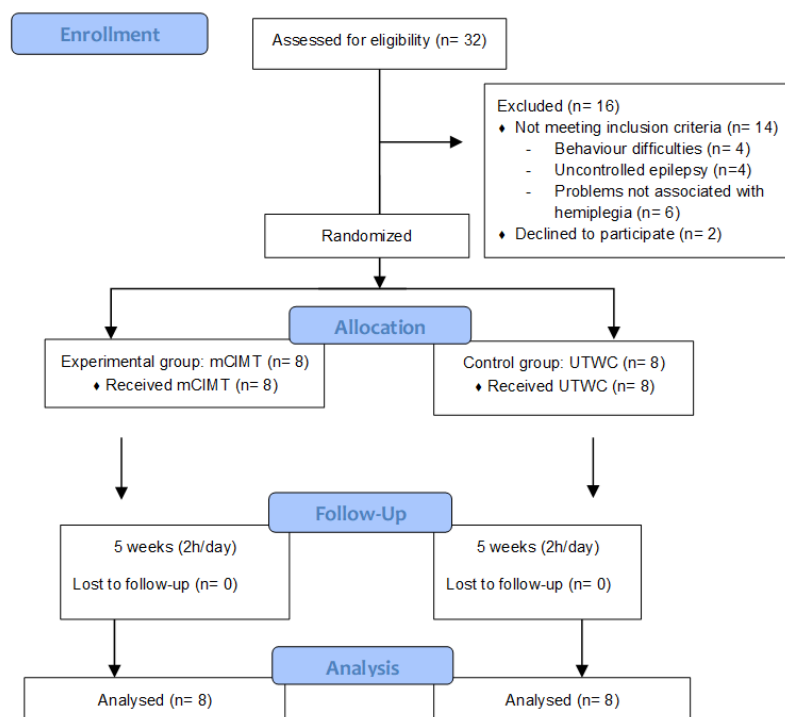 Enrollment
Assessed for eligibility (n= 32)
Excluded (n= 16)
♦ Not meeting inclusion criteria (n= 14)
- Behaviour difficulties (n= 4)
- Uncontrolled epilepsy (n=4)
- Problems not associated with
hemiplegia (n= 6)
♦ Declined to participate (n= 2)
Randomized
Allocation
Experimental group: mCIMT (n= 8)
♦ Received mCIMT (n= 8)
Control group: UTWC (n= 8)
♦ Received UTWC (n= 8)
Follow-Up
5 weeks (2h/day)
Lost to follow-up (n= 0)
5 weeks (2h/day)
Lost to follow-up (n= 0)
Analysis
Analysed (n= 8)
Analysed (n= 8)